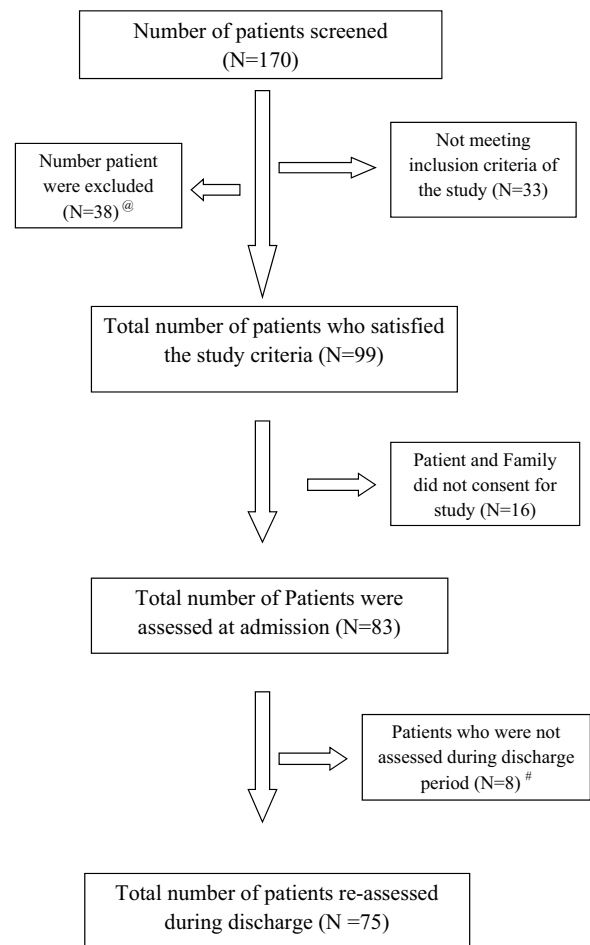 Number of patients screened
(N=170)
Number patient
were excluded
(N=38) @
Not meeting
inclusion criteria of
the study (N=33)
Total number of patients who satisfied
the study criteria (N=99)
Patient and Family
did not consent for
study (N=16)
Total number of Patients were
assessed at admission (N=83)
Patients who were not
assessed during discharge
period (N=8) #
Total number of patients re-assessed
during discharge (N =75)